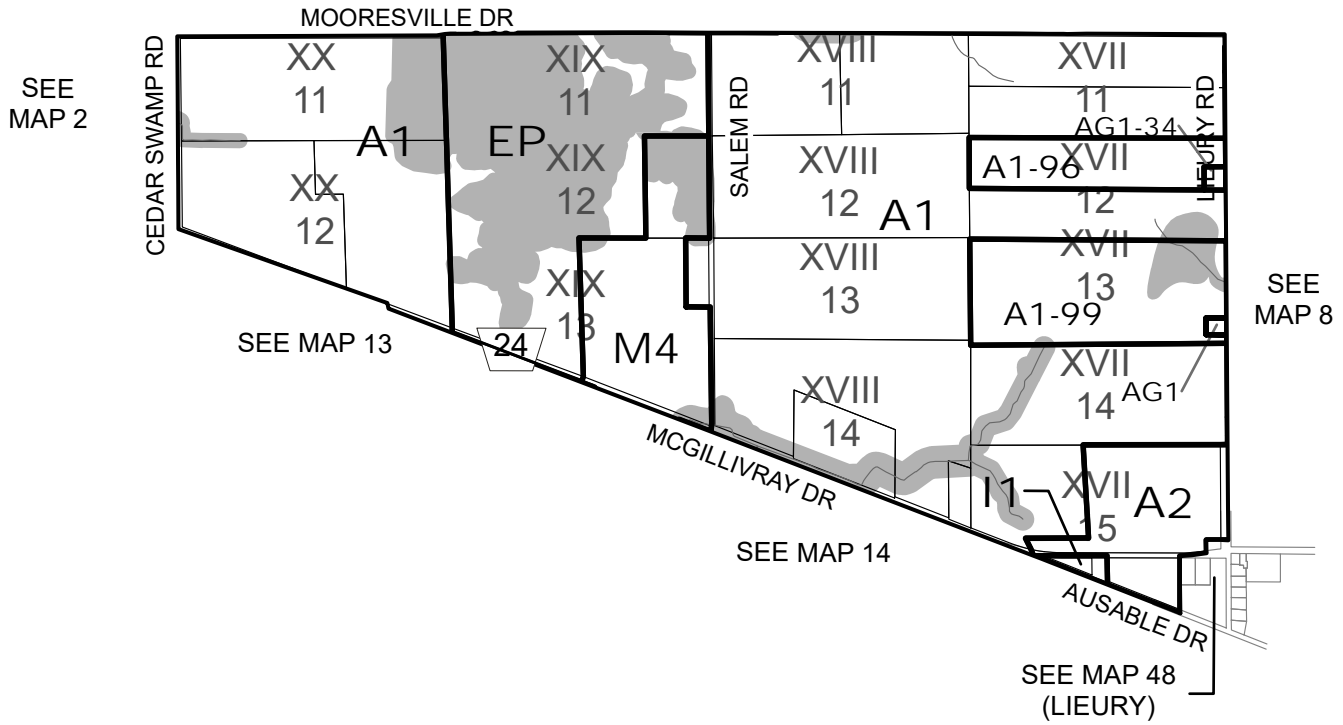 MOORESVILLE DR
CEDAR SWAMP RD
SEE
MAP 2
XX
11
XIX
11
XVIII
11
XVII
11
SALEM RD
LIEURY RD
AG1-34
A1
EP
XIX
12
A1-96
XVII
12
XX
12
XVIII
12
A1
XVIII
13
XVII
13
A1-99
SEE
MAP 8
XIX
13
SEE MAP 13
24
M4
XVIII
14
XVII
14
AG1
MCGILLIVRAY DR
I1
XVII
15
A2
SEE MAP 14
AUSABLE DR
SEE MAP 48
(LIEURY)